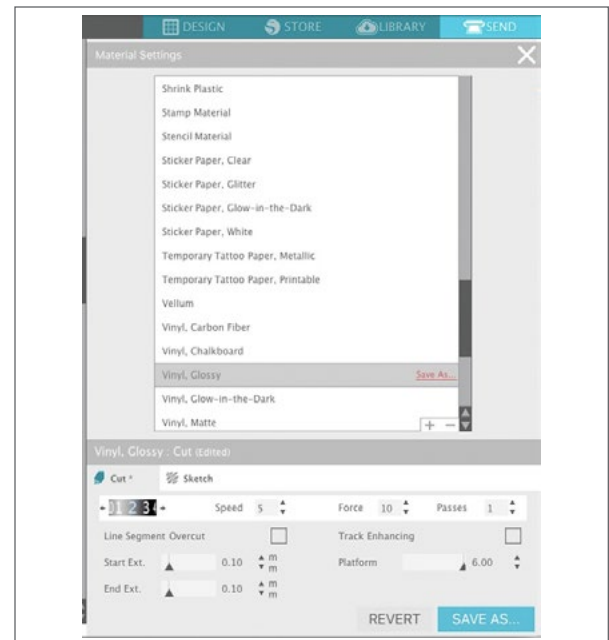 DESIGN STORE LIBRARY SEND
Material Settings
Shrink Plastic
Stamp Material
Stencil Material
Sticker Paper, Clear
Sticker Paper, Glitter
Sticker Paper, Glow-in-the-Dark
Sticker Paper, White
Temporary Tattoo Paper, Metallic
Temporary Tattoo Paper, Printable
Vellum
Vinyl, Carbon Fiber
Vinyl, Chalkboard
Vinyl, Glossy Save As...
Vinyl, Glow-in-the-Dark
Vinyl, Matte + −
Vinyl, Glossy : Cut (Edited)
Cut * Sketch
1 2 3 Speed 5 Force 10 Passes 1
Line Segment Overcut Track Enhancing
Start Ext. 0.10 m m Platform 6.00
End Ext. 0.10 m m
REVERT SAVE AS...